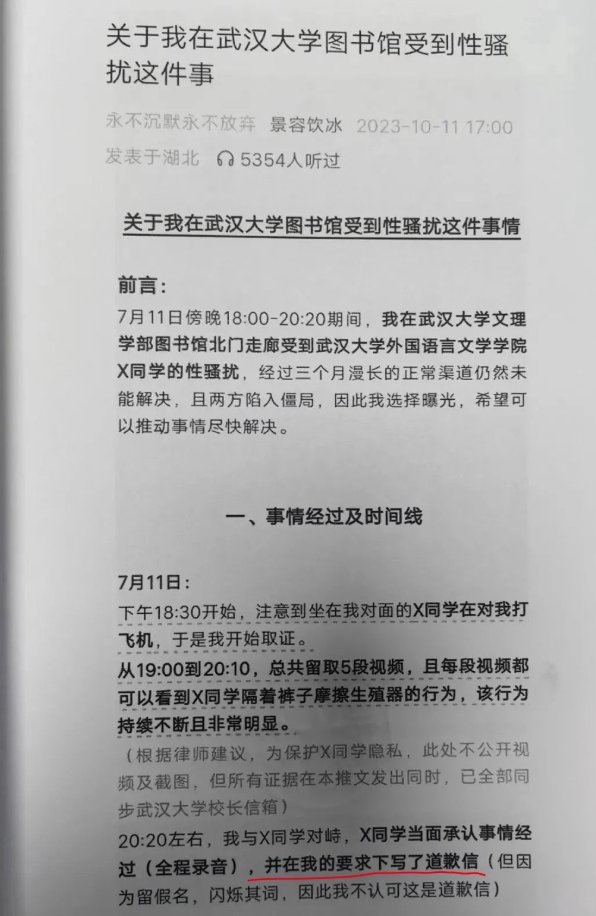 关于我在武汉大学图书馆受到性骚
扰这件事
永不沉默永不放弃 景容饮冰 2023-10-11 17:00
发表于湖北 5354人听过
关于我在武汉大学图书馆受到性骚扰这件事情
前言：
7月11日傍晚18:00-20:20期间，我在武汉大学文理
学部图书馆北门走廊受到武汉大学外国语言文学学院
X同学的性骚扰，经过三个月漫长的正常渠道仍然未
能解决，且两方陷入僵局，因此我选择曝光，希望可
以推动事情尽快解决。
一、事情经过及时间线
7月11日：
下午18:30开始，注意到坐在我对面的X同学在对我打
飞机，于是我开始取证。
从19:00到20:10，总共留取5段视频，且每段视频都
可以看到X同学隔着裤子摩擦生殖器的行为，该行为
持续不断且非常明显。
（根据律师建议，为保护X同学隐私，此处不公开视
频及截图，但所有证据在本推文发出同时，已全部同
步武汉大学校长信箱）
20:20左右，我与X同学对峙，X同学当面承认事情经
过（全程录音），并在我的要求下写了道歉信（但因
为留假名，闪烁其词，因此我不认可这是道歉信）